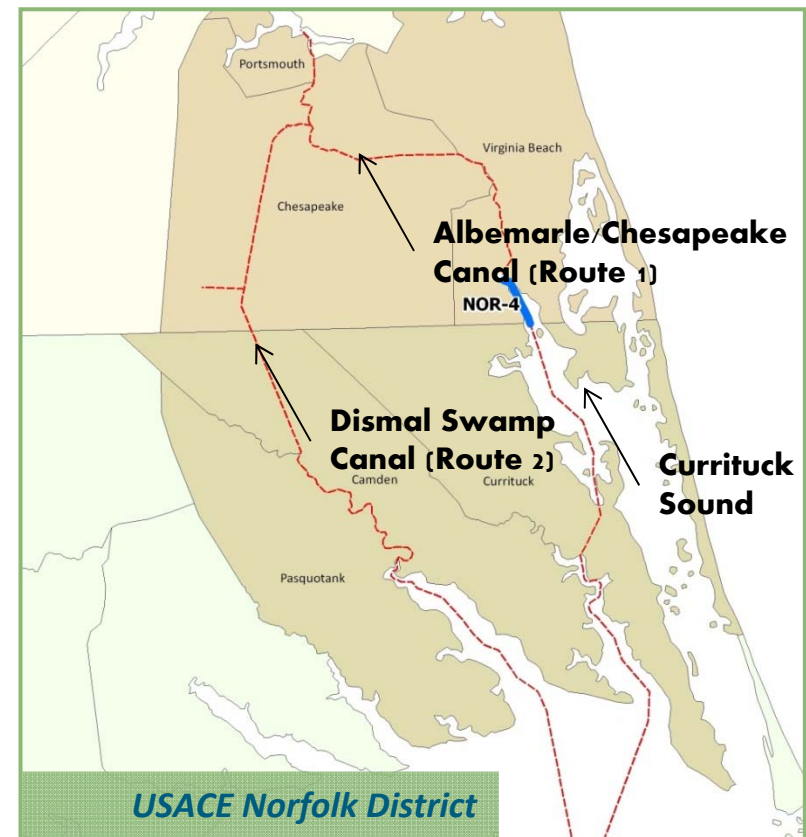 Portsmouth
Virginia Beach
Chesapeake
Albemarle/Chesapeake
Canal (Route 1)
NOR-4
Dismal Swamp
Canal (Route 2)
Currituck
Sound
Camden
Currituck
Pasquotank
USACE Norfolk District